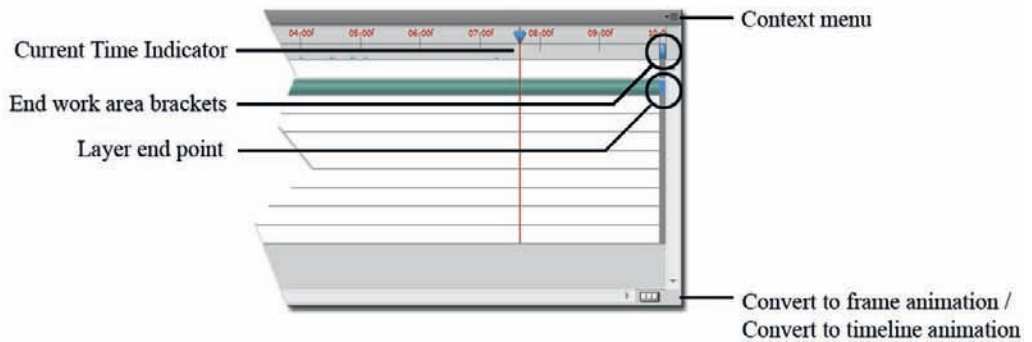 Context menu
04:00f 05:00f 06:00f 07:00f 08:00f 09:00f
Current Time Indicator
End work area brackets
Layer end point
Convert to frame animation /
Convert to timeline animation